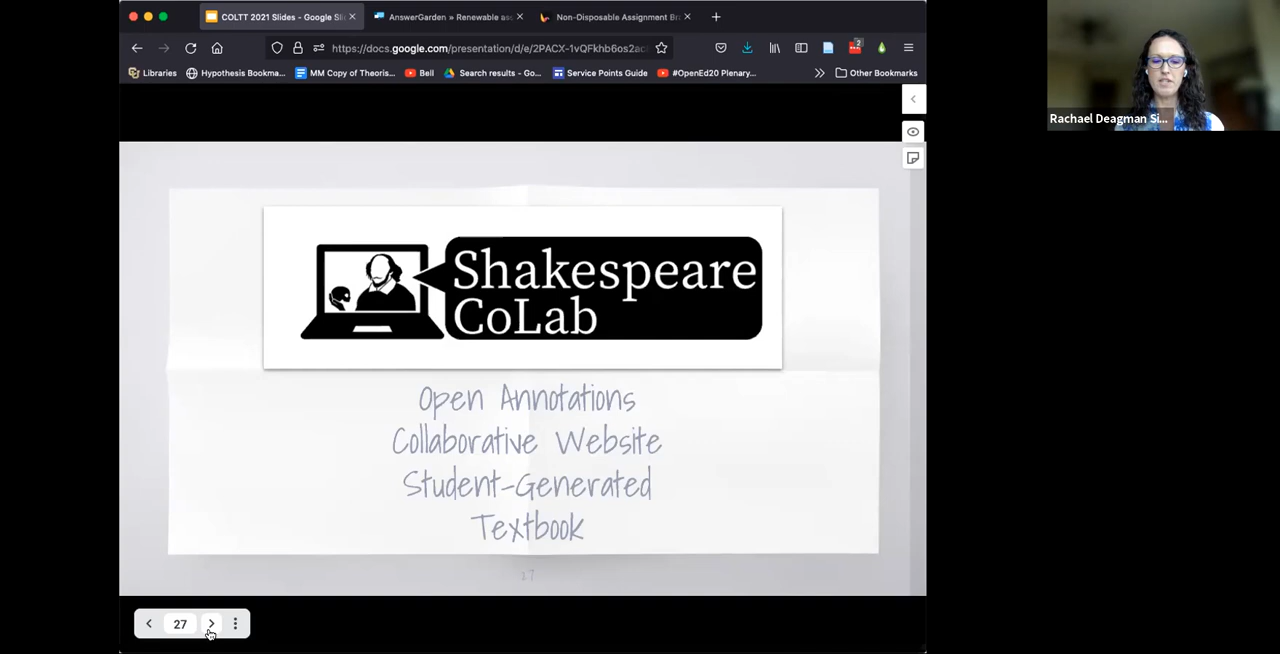 COLTT 2021 Slides - Google Sli
AnswerGarden » Renewable as
Non-Disposable Assignment Br
https://docs.google.com/presentation/d/e/2PACX-1vQFkhb6os2ac
2
Libraries
Hypothesis Bookma...
MM Copy of Theoris...
Bell
Search results - Go...
Service Points Guide
#OpenEd20 Plenary...
Other Bookmarks
Rachael Deagman Si...
Shakespeare
CoLab
Open Annotations
Collaborative Website
Student-Generated
Textbook
27